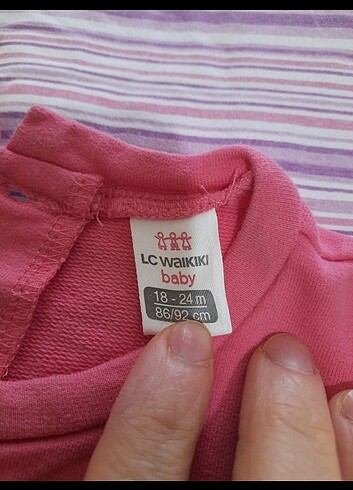 LC WAIKIKI
baby
18 - 24 m
86/92 cm